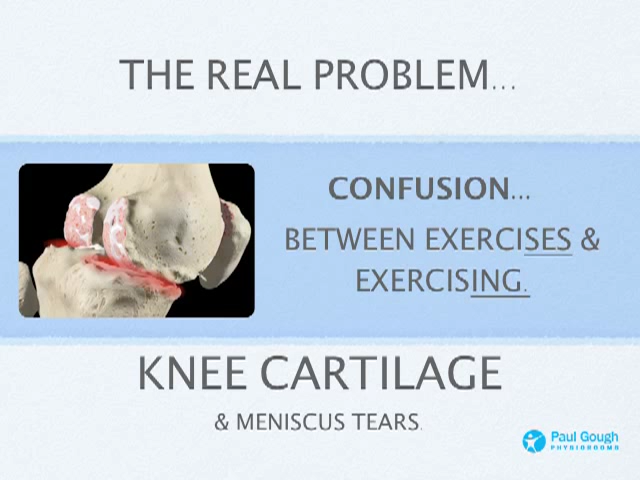 THE REAL PROBLEM...
CONFUSION...
BETWEEN EXERCISES &
EXERCISING.
KNEE CARTILAGE
& MENISCUS TEARS.
Paul Gough
PHYSIOROOMS